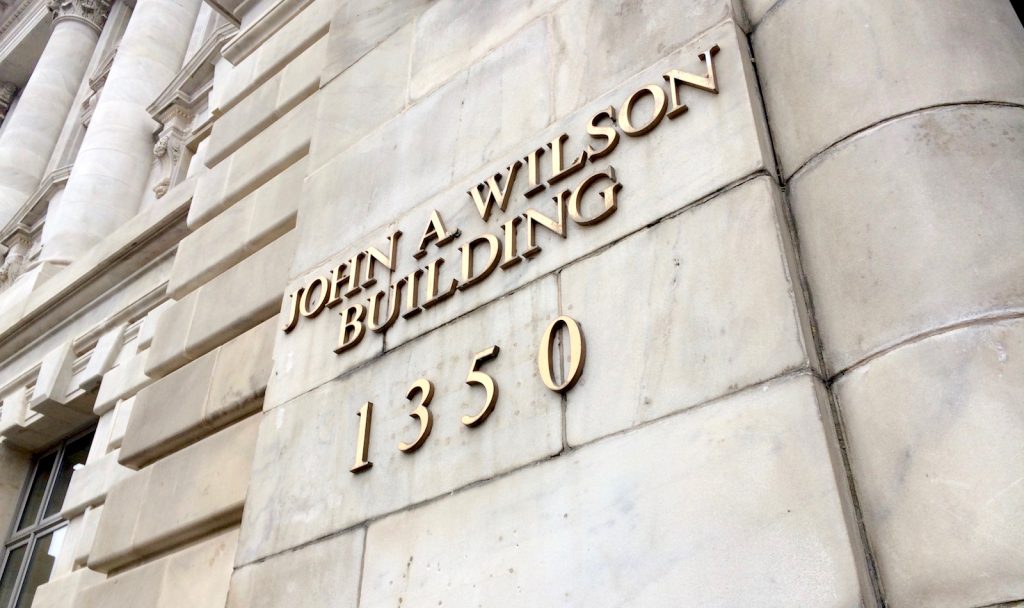 JOHN A. WILSON
BUILDING
1350